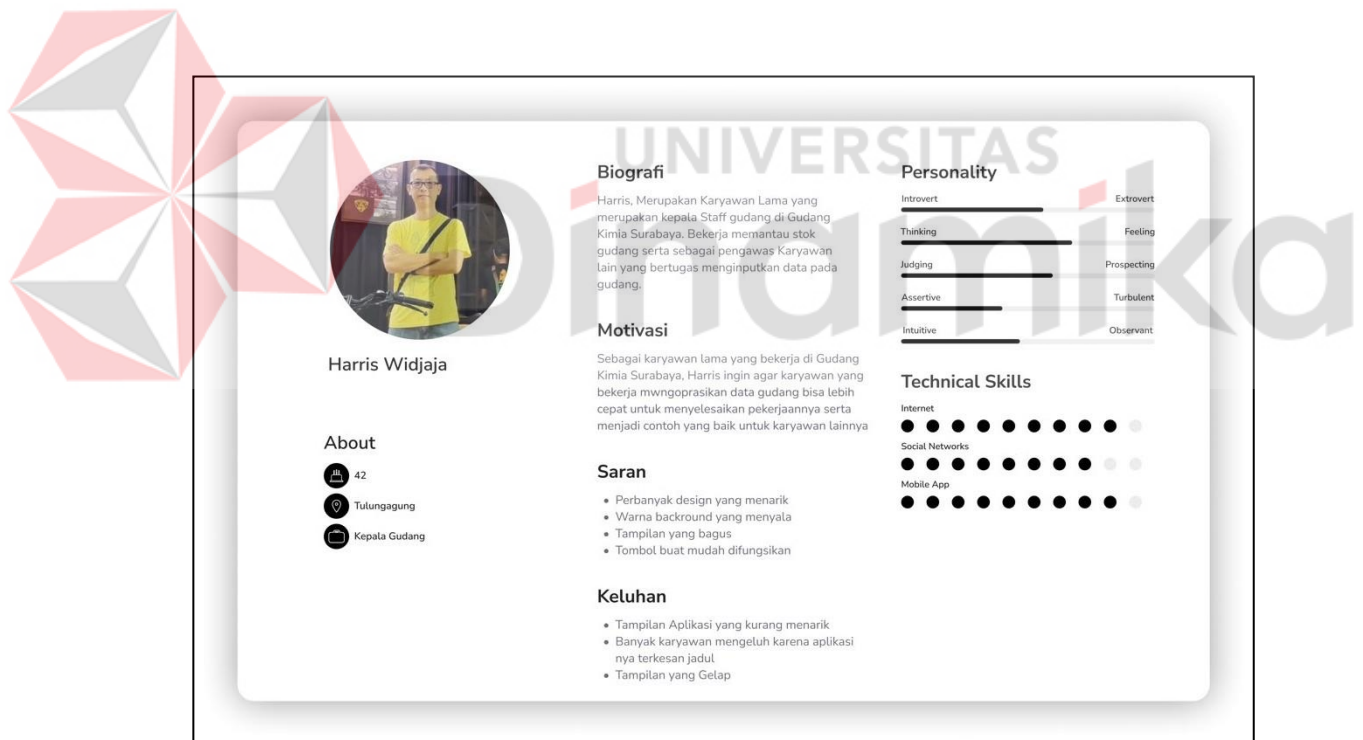 UNIVERSITAS
Dinamika
Harris Widjaja
About
42
Tulungagung
Kepala Gudang
Biografi
Harris, Merupakan Karyawan Lama yang
merupakan kepala Staff gudang di Gudang
Kimia Surabaya. Bekerja memantau stok
gudang serta sebagai pengawas Karyawan
lain yang bertugas menginputkan data pada
gudang.
Motivasi
Sebagai karyawan lama yang bekerja di Gudang
Kimia Surabaya, Harris ingin agar karyawan yang
bekerja mwngoprasikan data gudang bisa lebih
cepat untuk menyelesaikan pekerjaannya serta
menjadi contoh yang baik untuk karyawan lainnya
Saran
• Perbanyak design yang menarik
• Warna backround yang menyala
• Tampilan yang bagus
• Tombol buat mudah difungsikan
Keluhan
• Tampilan Aplikasi yang kurang menarik
• Banyak karyawan mengeluh karena aplikasi
nya terkesan jadul
• Tampilan yang Gelap
Personality
Introvert Extrovert
Thinking Feeling
Judging Prospecting
Assertive Turbulent
Intuitive Observant
Technical Skills
Internet
Social Networks
Mobile App